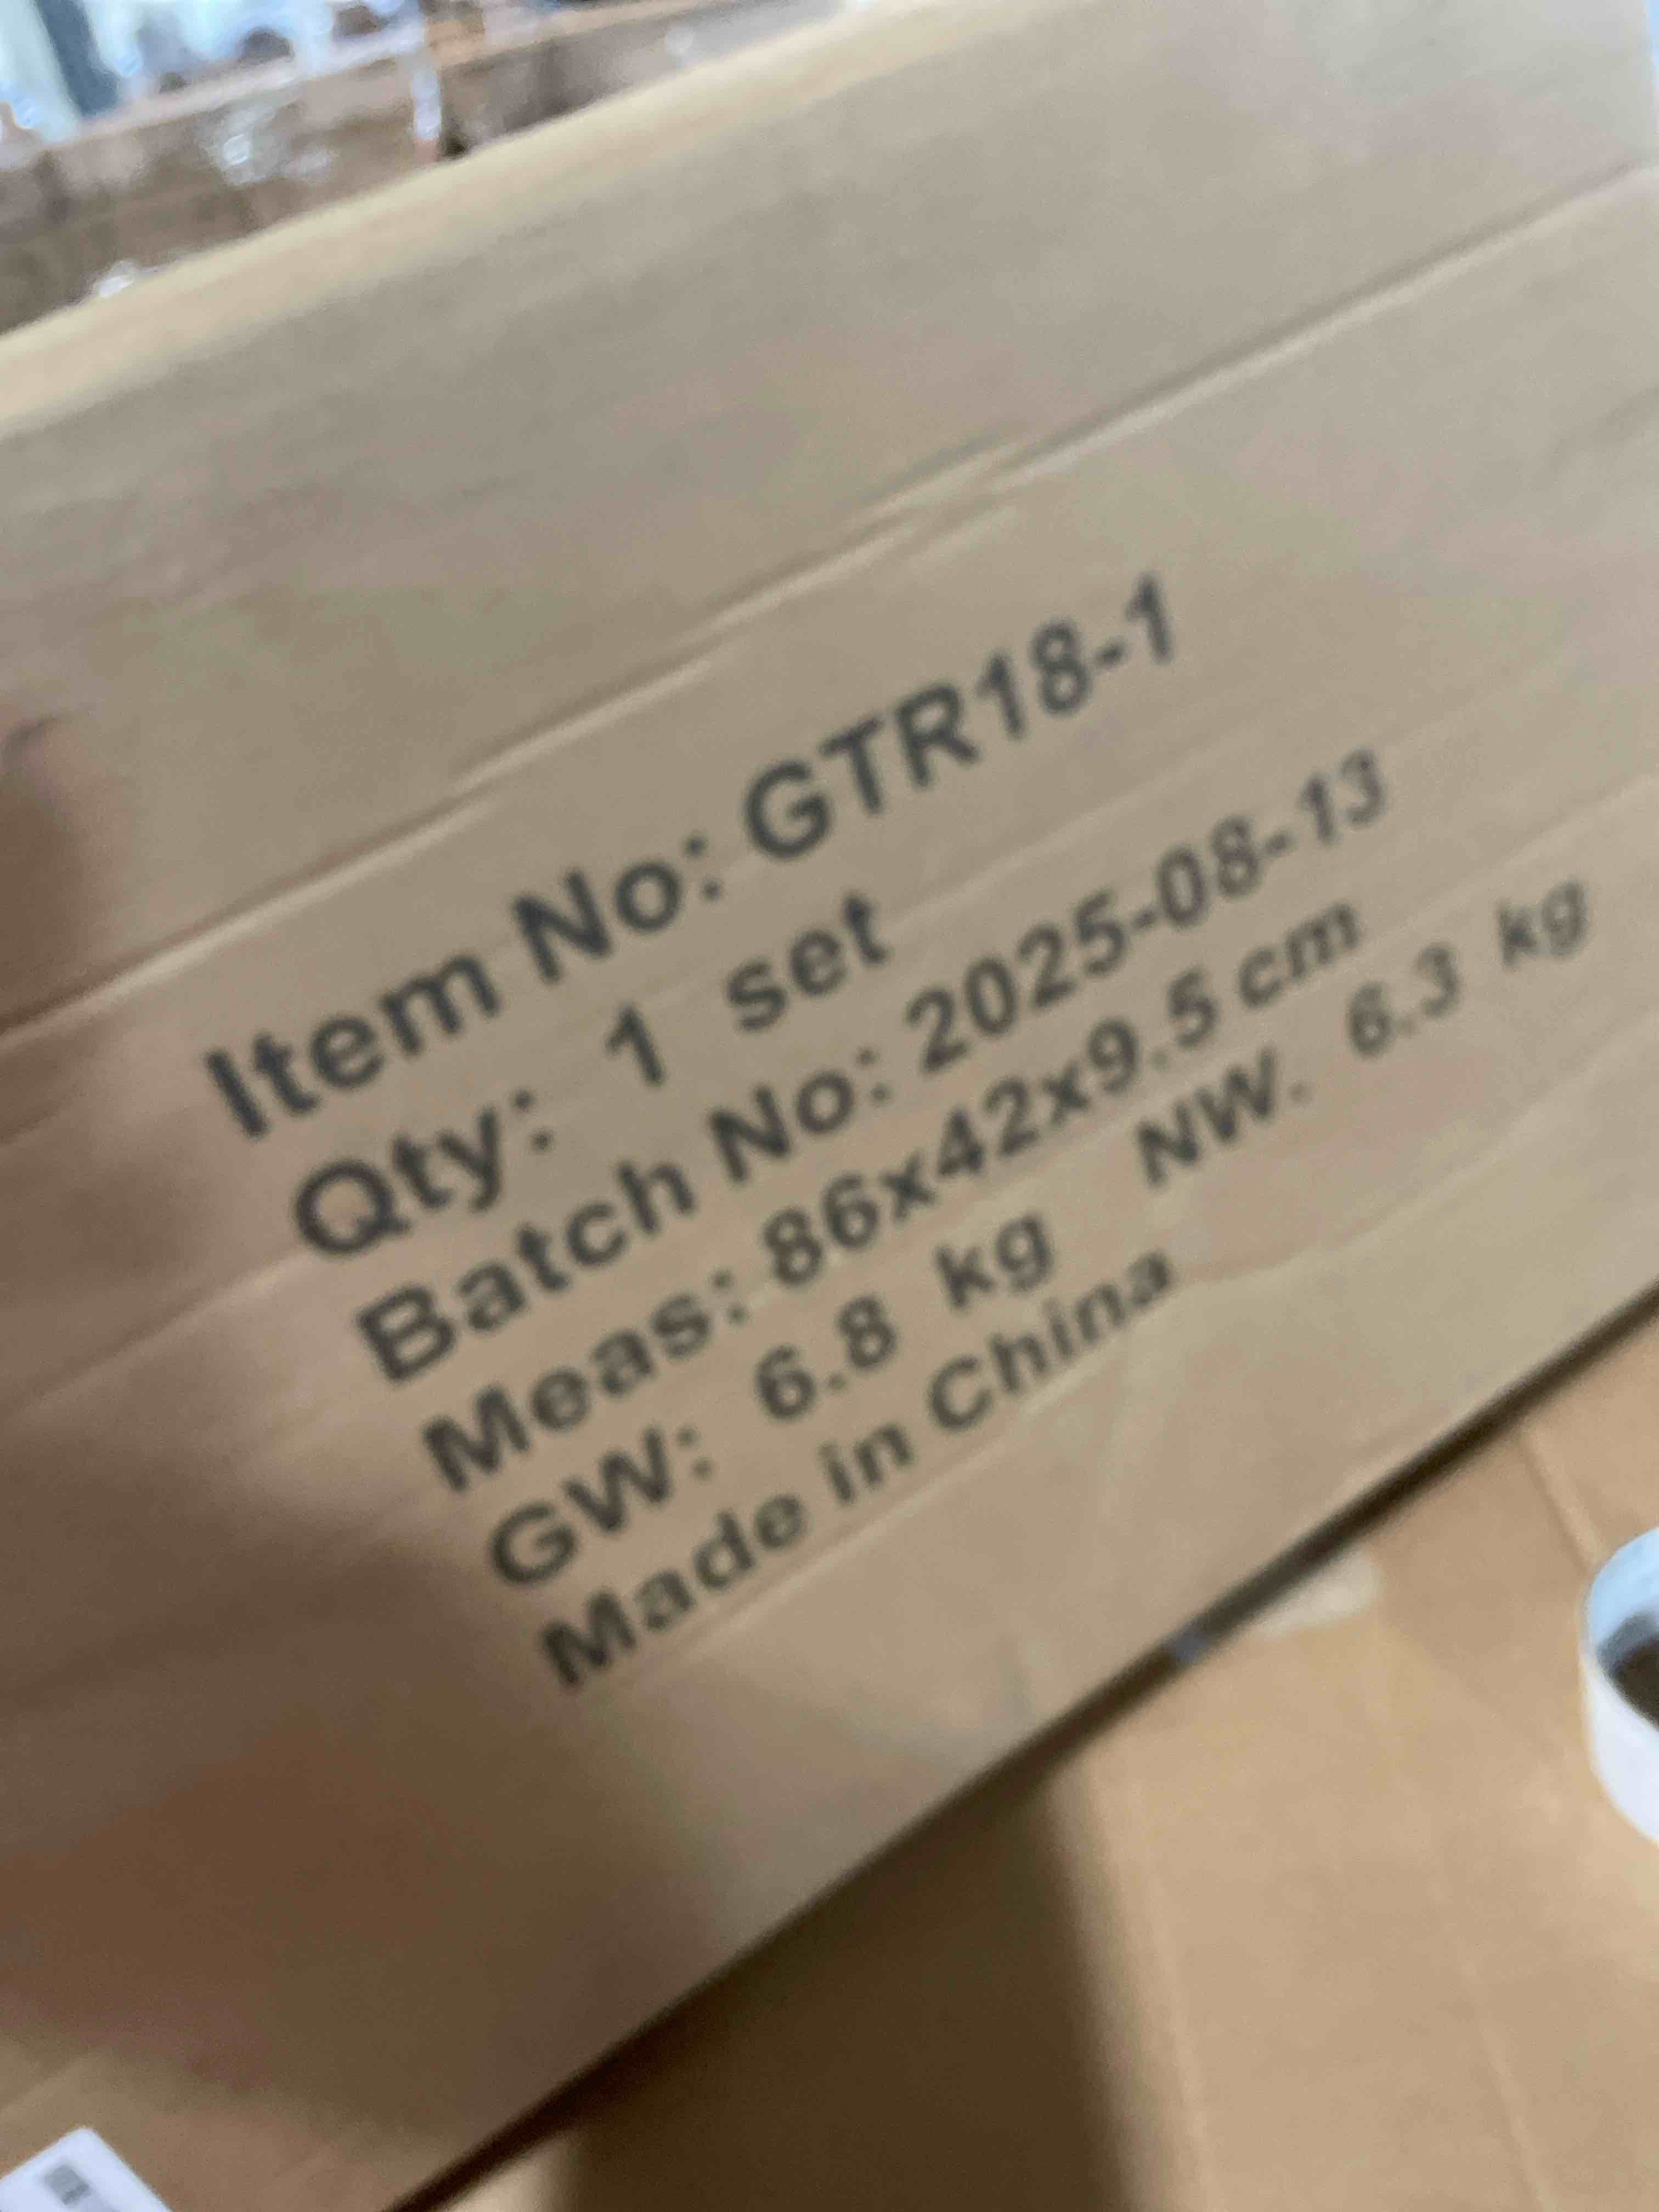 Item No: GTR18-1
Qty: 1 set
Batch No: 2025-08-13
Meas: 86x42x9.5 cm
GW: 6.8 kg NW. 6.3 kg
Made in China